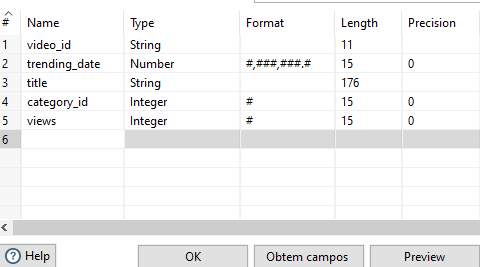 # Name Type Format Length Precision
1 video_id String 11
2 trending_date Number #,###,###.# 15 0
3 title String 176
4 category_id Integer # 15 0
5 views Integer # 15 0
6
Help OK Obtem campos Preview